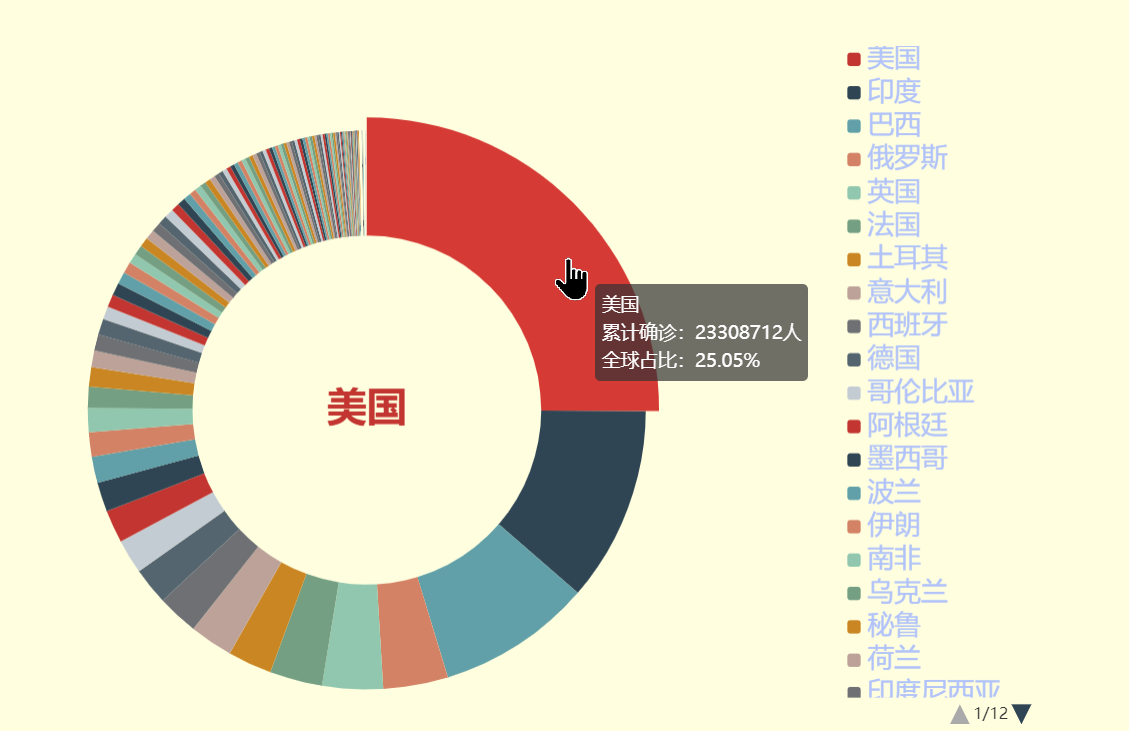 美国
累计确诊：23308712人
全球占比：25.05%
美国
美国
印度
巴西
俄罗斯
英国
法国
土耳其
意大利
西班牙
德国
哥伦比亚
阿根廷
墨西哥
波兰
伊朗
南非
乌克兰
秘鲁
荷兰
印度尼西亚
1/12